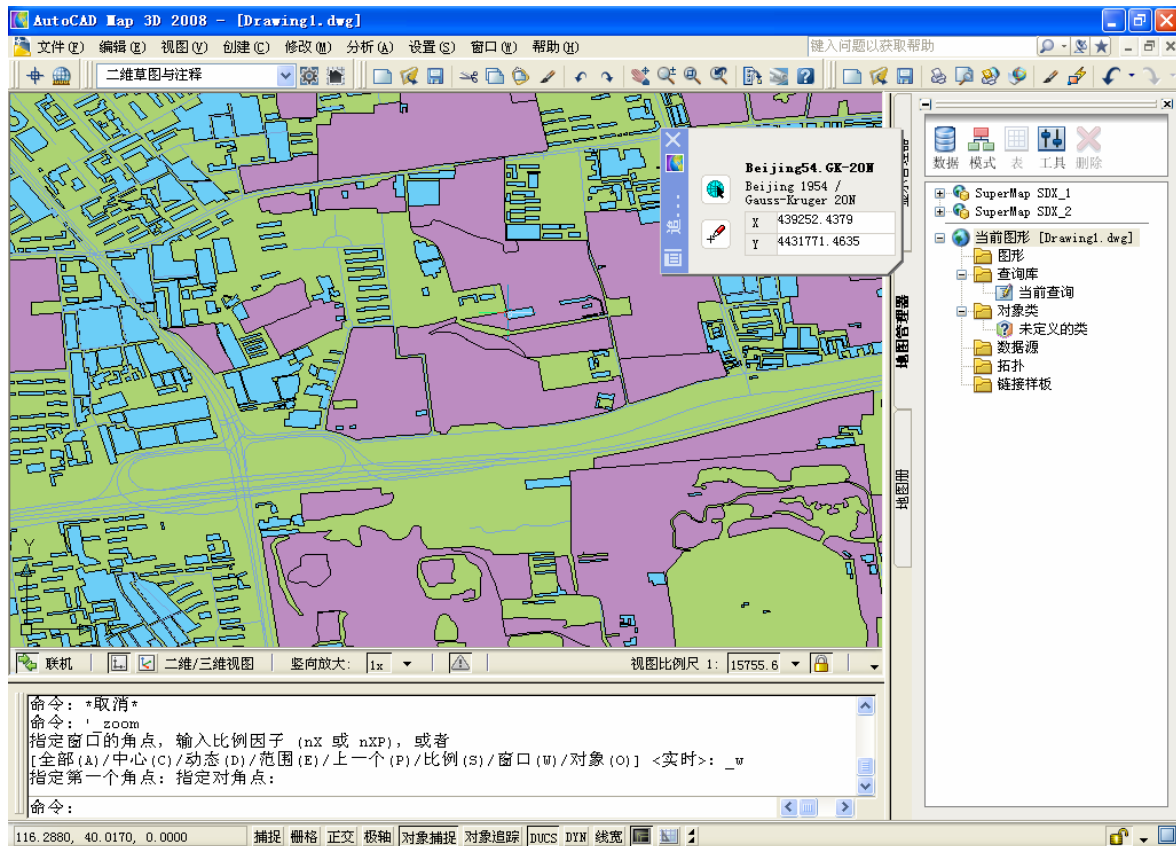 AutoCAD Map 3D 2008 - [Drawing1.dwg]
文件(F) 编辑(E) 视图(V) 创建(C) 修改(M) 分析(A) 设置(S) 窗口(W) 帮助(H) 键入问题以获取帮助
二维草图与注释
追...
Beijing54.GK-20N
Beijing 1954 /
Gauss-Kruger 20N
X 439252.4379
Y 4431771.4635
数据 模式 表 工具 删除
SuperMap SDX_1
SuperMap SDX_2
当前图形 [Drawing1.dwg]
图形
查询库
当前查询
对象类
未定义的类
数据源
拓扑
链接样板
地图管理器
地图册
Y
联机 二维/三维视图 竖向放大: 1x 视图比例尺 1: 15755.6
命令: *取消*
命令: '_zoom
指定窗口的角点，输入比例因子 (nX 或 nXP)，或者
[全部(A)/中心(C)/动态(D)/范围(E)/上一个(P)/比例(S)/窗口(W)/对象(O)] <实时>: _w
指定第一个角点: 指定对角点:
命令:
116.2880, 40.0170, 0.0000 捕捉 栅格 正交 极轴 对象捕捉 对象追踪 DUCS DYN 线宽